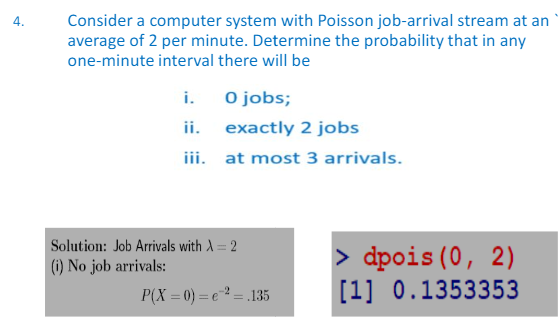 4. Consider a computer system with Poisson job-arrival stream at an `
average of 2 per minute. Determine the probability that in any
one-minute interval there will be
i. 0 jobs;
ii. exactly 2 jobs
iii. at most 3 arrivals.
Solution: Job Arrivals with λ = 2
(i) No job arrivals:
P(X = 0) = e⁻² = .135
> dpois(0, 2)
[1] 0.1353353